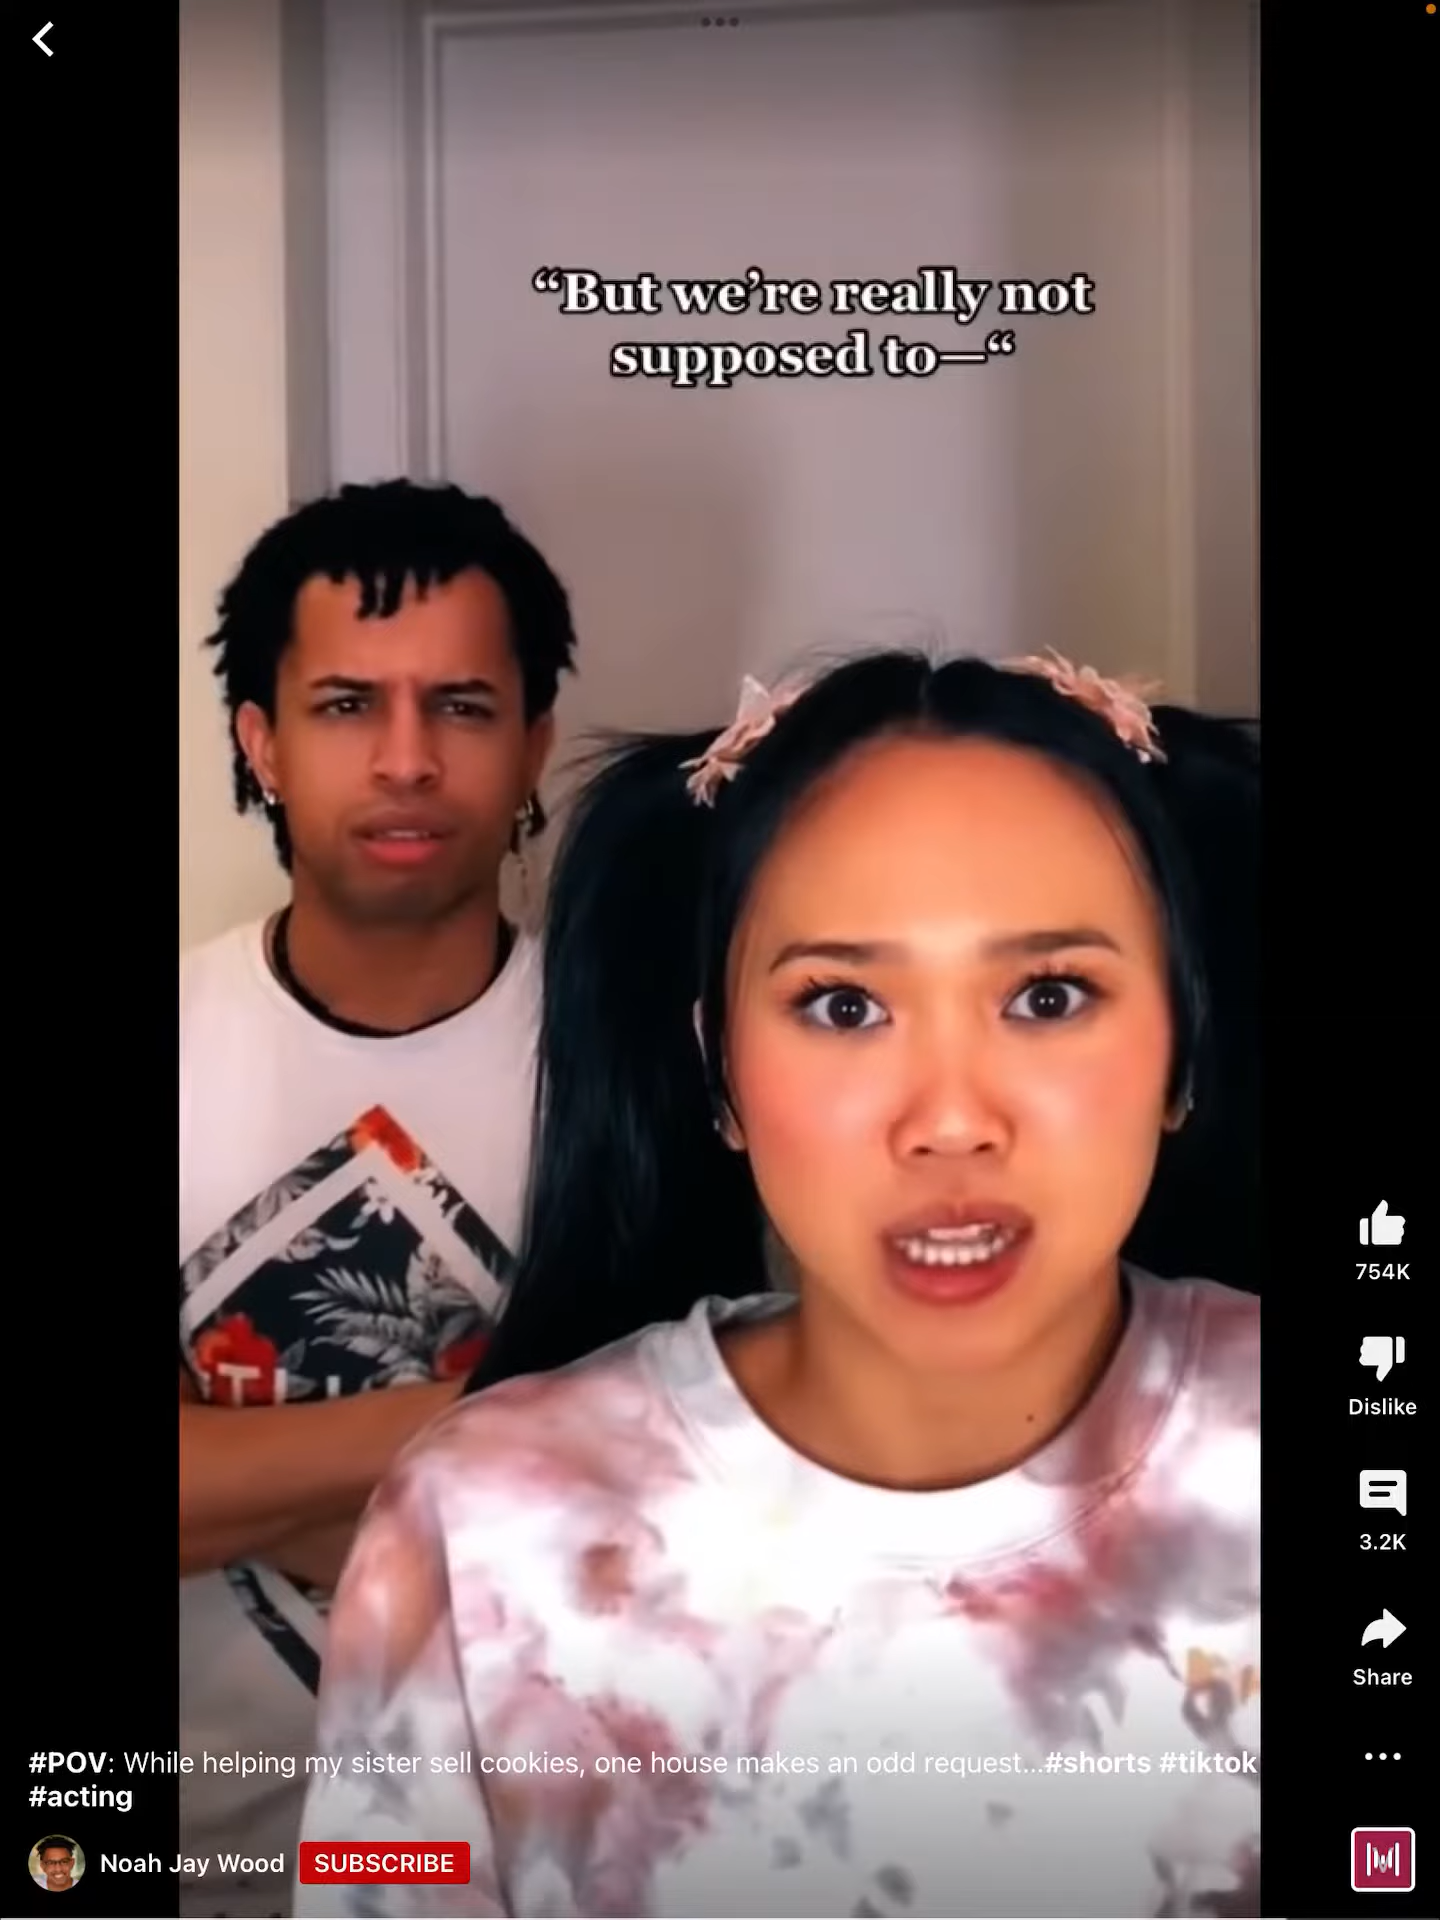 “But we’re really not
supposed to—“
754K
Dislike
3.2K
Share
#POV: While helping my sister sell cookies, one house makes an odd request...#shorts #tiktok
#acting
Noah Jay Wood SUBSCRIBE